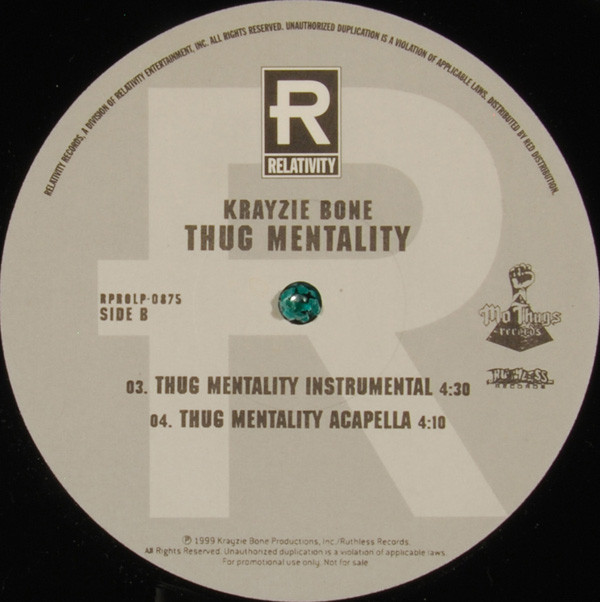 RELATIVITY RECORDS, A DIVISION OF RELATIVITY ENTERTAINMENT, INC. ALL RIGHTS RESERVED. UNAUTHORIZED DUPLICATION IS A VIOLATION OF APPLICABLE LAWS. DISTRIBUTED BY RED DISTRIBUTION.
R
RELATIVITY
KRAYZIE BONE
THUG MENTALITY
RPROLP-0875
SIDE B
Mo Thugs
records
RUTHLESS
RECORDS
03. THUG MENTALITY INSTRUMENTAL 4:30
04. THUG MENTALITY ACAPELLA 4:10
℗ 1999 Krayzie Bone Productions, Inc./Ruthless Records.
All Rights Reserved. Unauthorized duplication is a violation of applicable laws.
For promotional use only. Not for sale